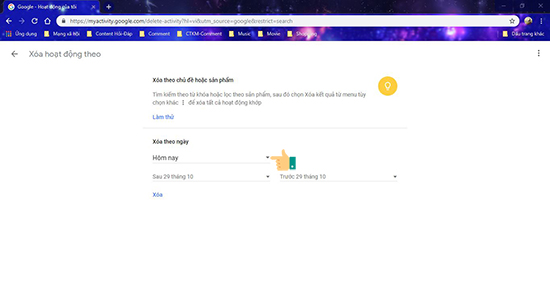 Google - Hoạt động của tôi
https://myactivity.google.com/delete-activity?hl=vi&utm_source=google&restrict=search
Ứng dụng Mạng xã lội Content Hỏi-Đáp Comment CTXM-Comment Music Movie Shopping Dấu trang khác
Xóa hoạt động theo
Xóa theo chủ đề hoặc sản phẩm
Tìm kiếm theo từ khóa hoặc lọc theo sản phẩm, sau đó chọn Xóa kết quả từ menu tùy
chọn khác để xóa tất cả hoạt động khớp
Làm thử
Xóa theo ngày
Hôm nay
Sau 29 tháng 10 Trước 29 tháng 10
Xóa